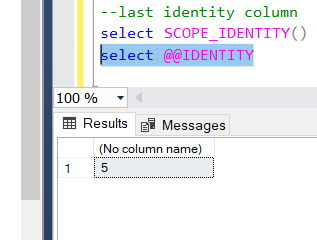 --last identity column
select SCOPE_IDENTITY()
select @@IDENTITY
100 %
Results Messages
(No column name)
1 5